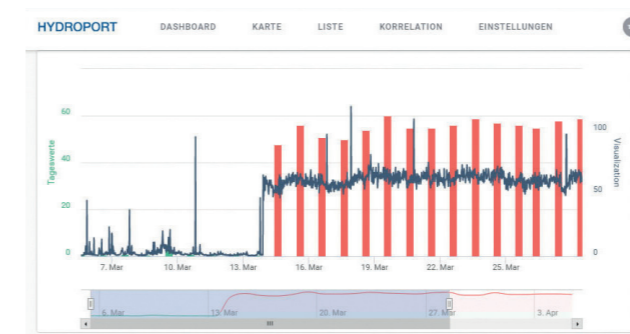 HYDROPORT DASHBOARD KARTE LISTE KORRELATION EINSTELLUNGEN
60
40
20
0
Tageswerte
100
50
0
Visualization
7. Mar 10. Mar 13. Mar 16. Mar 19. Mar 22. Mar 25. Mar
6. Mar 13. Mar 20. Mar 27. Mar 3. Apr